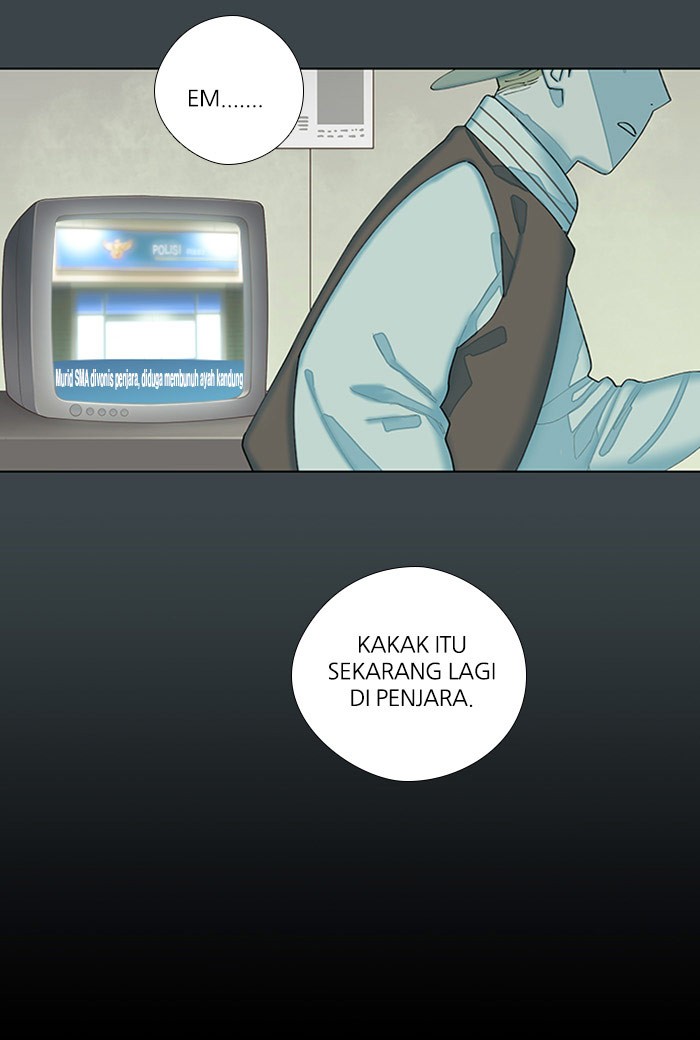 EM.......
POLISI
Murid SMA divonis penjara, diduga membunuh ayah kandung
KAKAK ITU
SEKARANG LAGI
DI PENJARA.